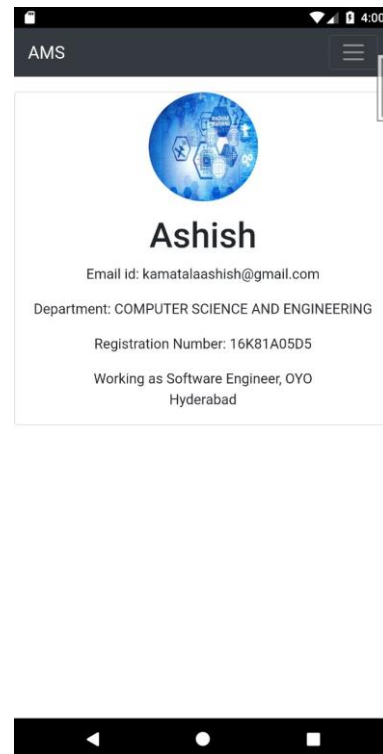 4:00
AMS
Ashish
Email id: kamatalaashish@gmail.com
Department: COMPUTER SCIENCE AND ENGINEERING
Registration Number: 16K81A05D5
Working as Software Engineer, OYO
Hyderabad